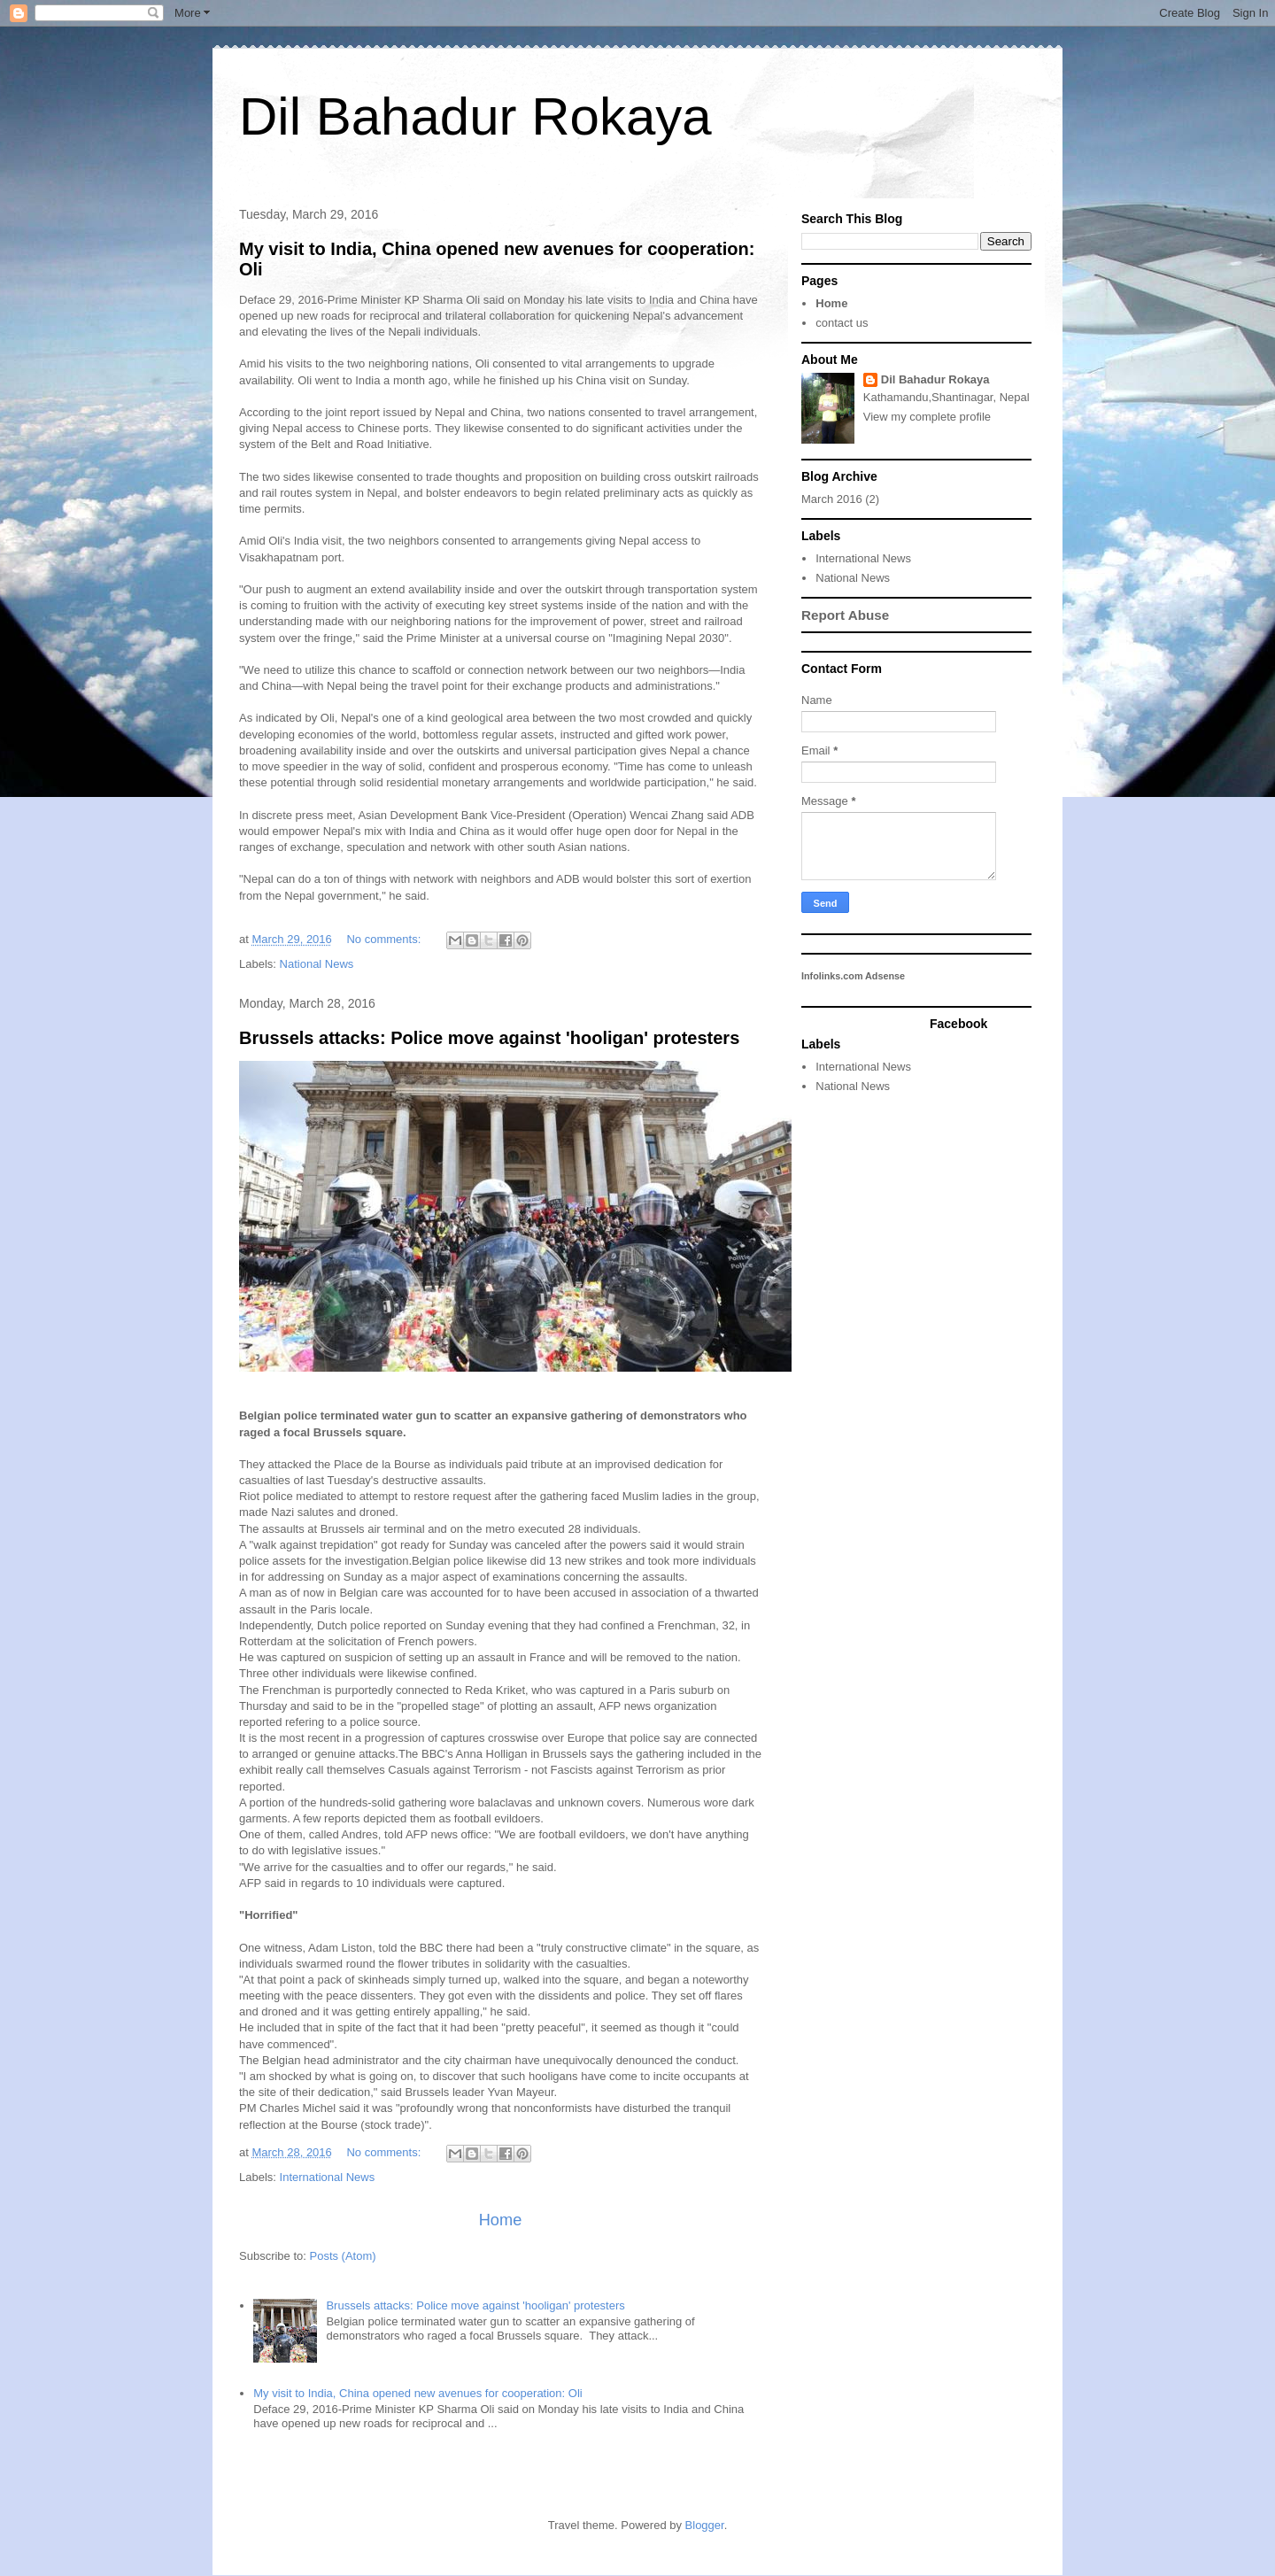 More
Create Blog
Sign In
Dil Bahadur Rokaya
Tuesday, March 29, 2016
My visit to India, China opened new avenues for cooperation:
Oli
Deface 29, 2016-Prime Minister KP Sharma Oli said on Monday his late visits to India and China have
opened up new roads for reciprocal and trilateral collaboration for quickening Nepal's advancement
and elevating the lives of the Nepali individuals.
Amid his visits to the two neighboring nations, Oli consented to vital arrangements to upgrade
availability. Oli went to India a month ago, while he finished up his China visit on Sunday.
According to the joint report issued by Nepal and China, two nations consented to travel arrangement,
giving Nepal access to Chinese ports. They likewise consented to do significant activities under the
system of the Belt and Road Initiative.
The two sides likewise consented to trade thoughts and proposition on building cross outskirt railroads
and rail routes system in Nepal, and bolster endeavors to begin related preliminary acts as quickly as
time permits.
Amid Oli's India visit, the two neighbors consented to arrangements giving Nepal access to
Visakhapatnam port.
"Our push to augment an extend availability inside and over the outskirt through transportation system
is coming to fruition with the activity of executing key street systems inside of the nation and with the
understanding made with our neighboring nations for the improvement of power, street and railroad
system over the fringe," said the Prime Minister at a universal course on "Imagining Nepal 2030".
"We need to utilize this chance to scaffold or connection network between our two neighbors—India
and China—with Nepal being the travel point for their exchange products and administrations."
As indicated by Oli, Nepal's one of a kind geological area between the two most crowded and quickly
developing economies of the world, bottomless regular assets, instructed and gifted work power,
broadening availability inside and over the outskirts and universal participation gives Nepal a chance
to move speedier in the way of solid, confident and prosperous economy. "Time has come to unleash
these potential through solid residential monetary arrangements and worldwide participation," he said.
In discrete press meet, Asian Development Bank Vice-President (Operation) Wencai Zhang said ADB
would empower Nepal's mix with India and China as it would offer huge open door for Nepal in the
ranges of exchange, speculation and network with other south Asian nations.
"Nepal can do a ton of things with network with neighbors and ADB would bolster this sort of exertion
from the Nepal government," he said.
at March 29, 2016 No comments:
Labels: National News
Monday, March 28, 2016
Brussels attacks: Police move against 'hooligan' protesters
Politie
Police
Belgian police terminated water gun to scatter an expansive gathering of demonstrators who
raged a focal Brussels square.
They attacked the Place de la Bourse as individuals paid tribute at an improvised dedication for
casualties of last Tuesday's destructive assaults.
Riot police mediated to attempt to restore request after the gathering faced Muslim ladies in the group,
made Nazi salutes and droned.
The assaults at Brussels air terminal and on the metro executed 28 individuals.
A "walk against trepidation" got ready for Sunday was canceled after the powers said it would strain
police assets for the investigation.Belgian police likewise did 13 new strikes and took more individuals
in for addressing on Sunday as a major aspect of examinations concerning the assaults.
A man as of now in Belgian care was accounted for to have been accused in association of a thwarted
assault in the Paris locale.
Independently, Dutch police reported on Sunday evening that they had confined a Frenchman, 32, in
Rotterdam at the solicitation of French powers.
He was captured on suspicion of setting up an assault in France and will be removed to the nation.
Three other individuals were likewise confined.
The Frenchman is purportedly connected to Reda Kriket, who was captured in a Paris suburb on
Thursday and said to be in the "propelled stage" of plotting an assault, AFP news organization
reported refering to a police source.
It is the most recent in a progression of captures crosswise over Europe that police say are connected
to arranged or genuine attacks.The BBC's Anna Holligan in Brussels says the gathering included in the
exhibit really call themselves Casuals against Terrorism - not Fascists against Terrorism as prior
reported.
A portion of the hundreds-solid gathering wore balaclavas and unknown covers. Numerous wore dark
garments. A few reports depicted them as football evildoers.
One of them, called Andres, told AFP news office: "We are football evildoers, we don't have anything
to do with legislative issues."
"We arrive for the casualties and to offer our regards," he said.
AFP said in regards to 10 individuals were captured.
"Horrified"
One witness, Adam Liston, told the BBC there had been a "truly constructive climate" in the square, as
individuals swarmed round the flower tributes in solidarity with the casualties.
"At that point a pack of skinheads simply turned up, walked into the square, and began a noteworthy
meeting with the peace dissenters. They got even with the dissidents and police. They set off flares
and droned and it was getting entirely appalling," he said.
He included that in spite of the fact that it had been "pretty peaceful", it seemed as though it "could
have commenced".
The Belgian head administrator and the city chairman have unequivocally denounced the conduct.
"I am shocked by what is going on, to discover that such hooligans have come to incite occupants at
the site of their dedication," said Brussels leader Yvan Mayeur.
PM Charles Michel said it was "profoundly wrong that nonconformists have disturbed the tranquil
reflection at the Bourse (stock trade)".
at March 28, 2016 No comments:
Labels: International News
Home
Subscribe to: Posts (Atom)
Brussels attacks: Police move against 'hooligan' protesters
Belgian police terminated water gun to scatter an expansive gathering of
demonstrators who raged a focal Brussels square. They attack...
My visit to India, China opened new avenues for cooperation: Oli
Deface 29, 2016-Prime Minister KP Sharma Oli said on Monday his late visits to India and China
have opened up new roads for reciprocal and ...
Search This Blog
Search
Pages
Home
contact us
About Me
Dil Bahadur Rokaya
Kathamandu,Shantinagar, Nepal
View my complete profile
Blog Archive
March 2016 (2)
Labels
International News
National News
Report Abuse
Contact Form
Name
Email *
Message *
Send
Infolinks.com Adsense
Facebook
Labels
International News
National News
Travel theme. Powered by Blogger.